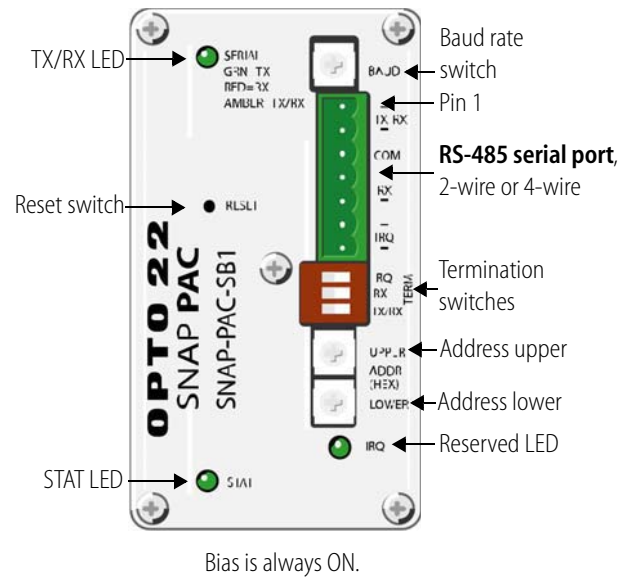 TX/RX LED
SERIAL
GRN TX
RED=RX
AMBER TX/RX
BAUD
Baud rate
switch
Pin 1
TX RX
COM
RS-485 serial port,
2-wire or 4-wire
RX
IRQ
Reset switch
RESET
OPTO 22
SNAP PAC
SNAP-PAC-SB1
RX
TX/RX
TERM
Termination
switches
UPPER
ADDR
(HEX)
LOWER
Address upper
Address lower
IRQ
Reserved LED
STAT LED
STAT
Bias is always ON.